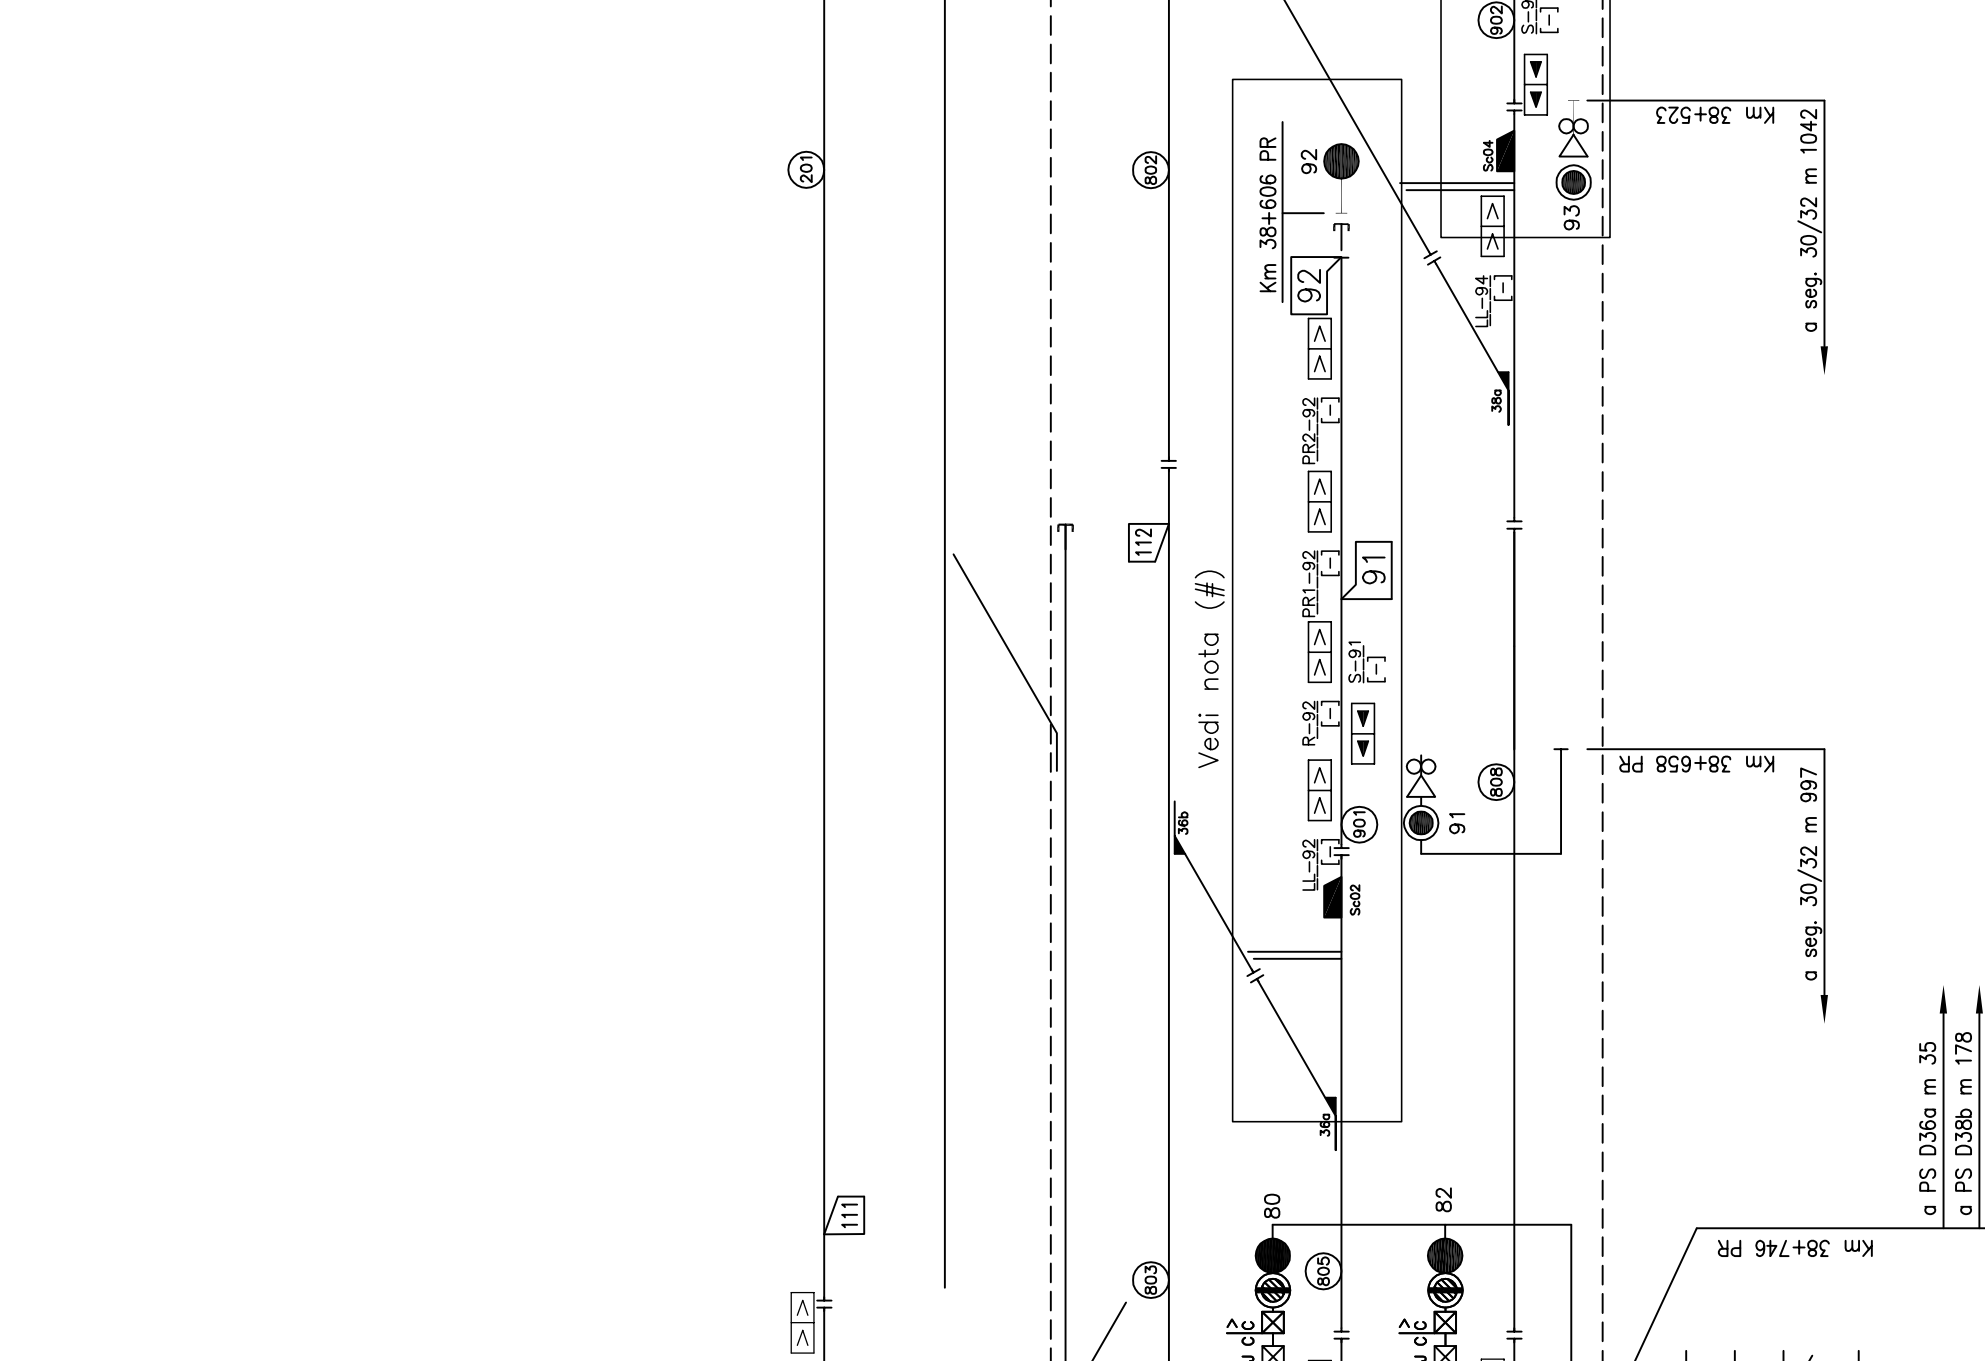 201
802
902
S-9
[-]
Km 38+606 PR
92
92
Sc04
93
Km 38+523
a seg. 30/32 m 1042
LL-94
[-]
38a
112
Vedi nota (#)
PR2-92
[-]
PR1-92
[-]
91
S-91
[-]
R-92
[-]
LL-92
[-]
901
Sc02
91
808
Km 38+658 PR
a seg. 30/32 m 997
36b
36a
111
803
80
82
805
C C
C C
a PS D36a m 35
a PS D38b m 178
Km 38+746 PR